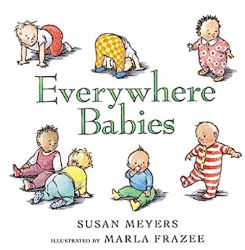 Everywhere
Babies
SUSAN MEYERS
ILLUSTRATED BY MARLA FRAZEE